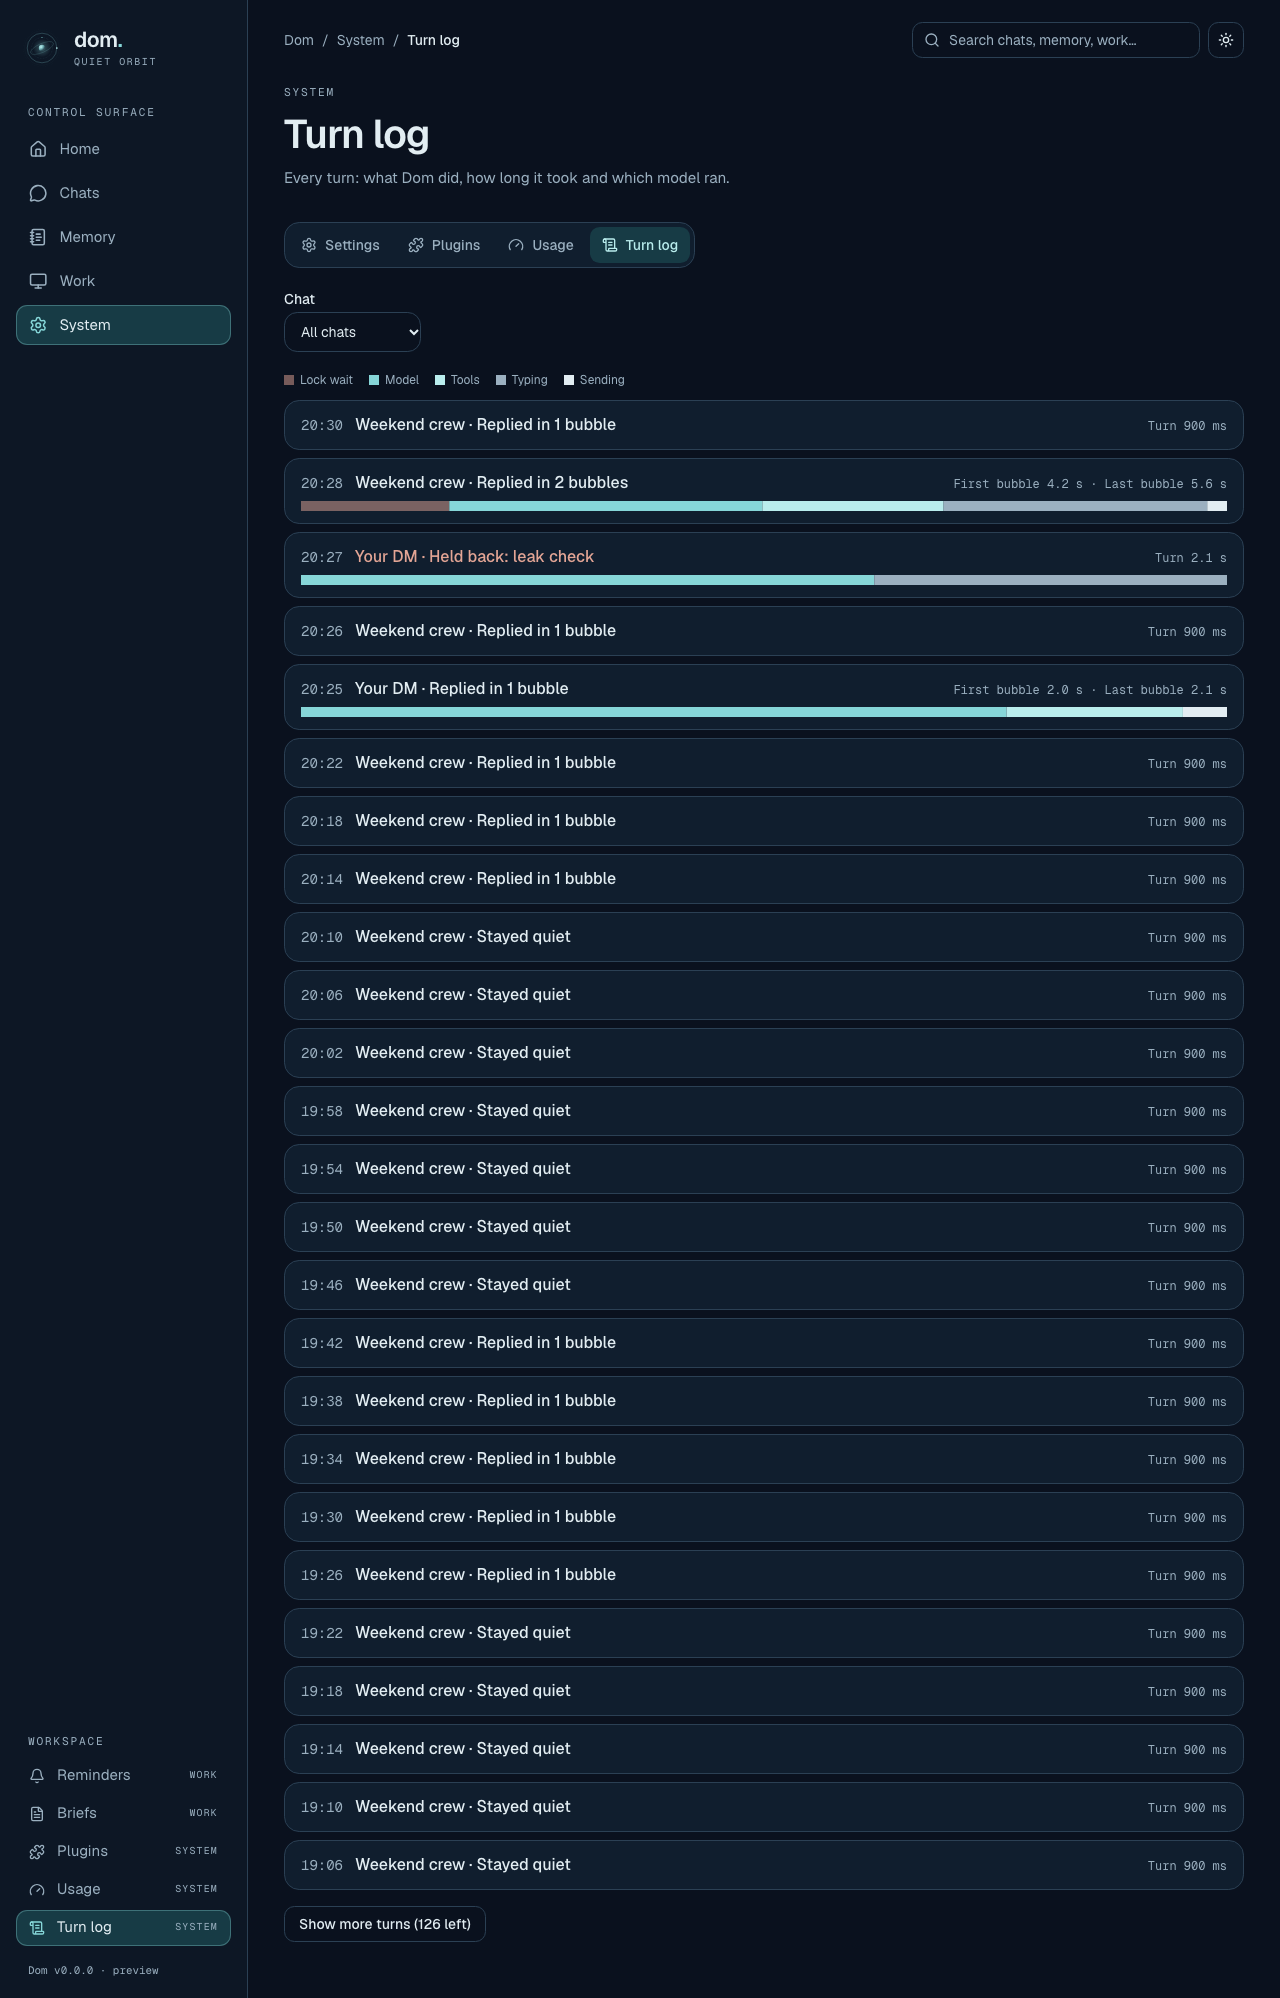 dom.
QUIET ORBIT
CONTROL SURFACE
Home
Chats
Memory
Work
System
WORKSPACE
Reminders WORK
Briefs WORK
Plugins SYSTEM
Usage SYSTEM
Turn log SYSTEM
Dom v0.0.0 · preview
Dom / System / Turn log
Search chats, memory, work…
SYSTEM
Turn log
Every turn: what Dom did, how long it took and which model ran.
Settings Plugins Usage Turn log
Chat
All chats
Lock wait Model Tools Typing Sending
20:30 Weekend crew · Replied in 1 bubble Turn 900 ms
20:28 Weekend crew · Replied in 2 bubbles First bubble 4.2 s · Last bubble 5.6 s
20:27 Your DM · Held back: leak check Turn 2.1 s
20:26 Weekend crew · Replied in 1 bubble Turn 900 ms
20:25 Your DM · Replied in 1 bubble First bubble 2.0 s · Last bubble 2.1 s
20:22 Weekend crew · Replied in 1 bubble Turn 900 ms
20:18 Weekend crew · Replied in 1 bubble Turn 900 ms
20:14 Weekend crew · Replied in 1 bubble Turn 900 ms
20:10 Weekend crew · Stayed quiet Turn 900 ms
20:06 Weekend crew · Stayed quiet Turn 900 ms
20:02 Weekend crew · Stayed quiet Turn 900 ms
19:58 Weekend crew · Stayed quiet Turn 900 ms
19:54 Weekend crew · Stayed quiet Turn 900 ms
19:50 Weekend crew · Stayed quiet Turn 900 ms
19:46 Weekend crew · Stayed quiet Turn 900 ms
19:42 Weekend crew · Replied in 1 bubble Turn 900 ms
19:38 Weekend crew · Replied in 1 bubble Turn 900 ms
19:34 Weekend crew · Replied in 1 bubble Turn 900 ms
19:30 Weekend crew · Replied in 1 bubble Turn 900 ms
19:26 Weekend crew · Replied in 1 bubble Turn 900 ms
19:22 Weekend crew · Stayed quiet Turn 900 ms
19:18 Weekend crew · Stayed quiet Turn 900 ms
19:14 Weekend crew · Stayed quiet Turn 900 ms
19:10 Weekend crew · Stayed quiet Turn 900 ms
19:06 Weekend crew · Stayed quiet Turn 900 ms
Show more turns (126 left)